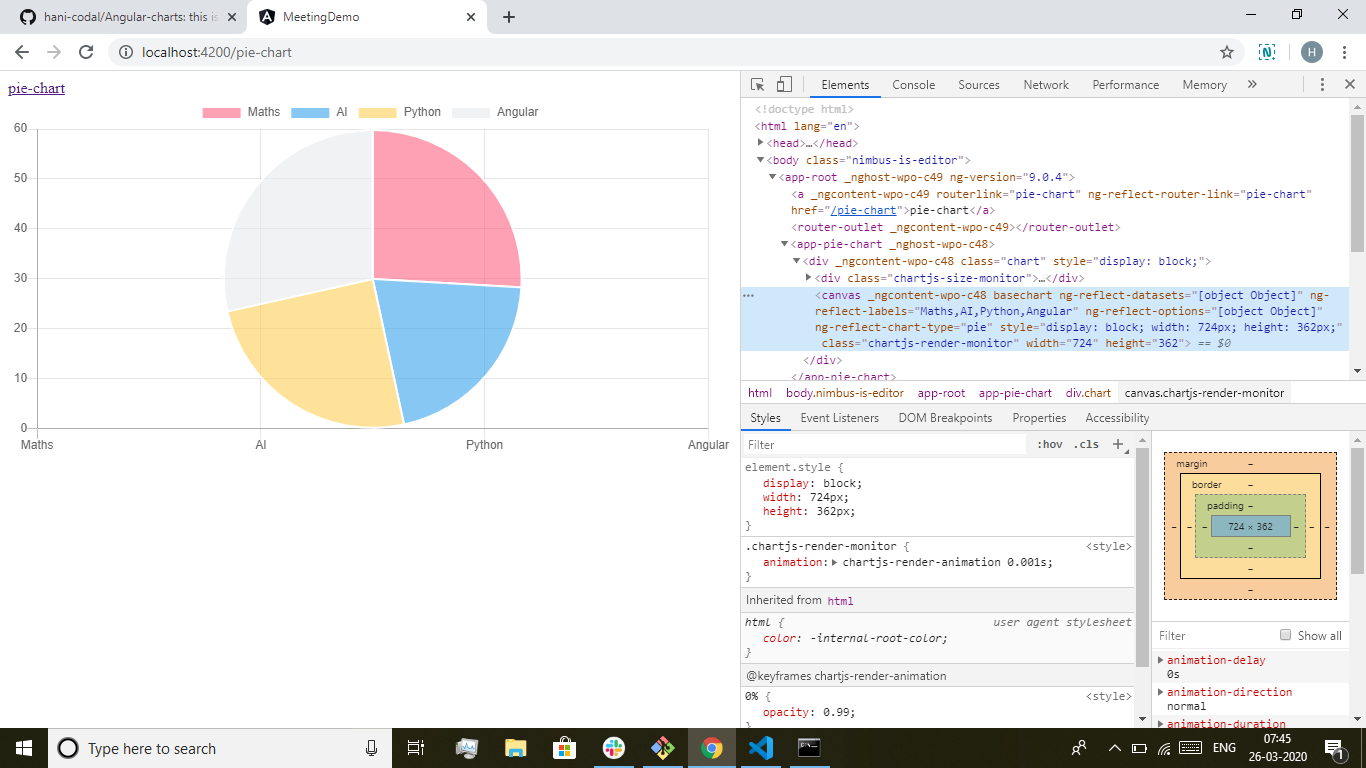 hani-codal/Angular-charts: this is
MeetingDemo
localhost:4200/pie-chart
H
pie-chart
Maths AI Python Angular
60
50
40
30
20
10
0
Maths AI Python Angular
Elements Console Sources Network Performance Memory »
<!doctype html>
<html lang="en">
<head>…</head>
<body class="nimbus-is-editor">
<app-root _nghost-wpo-c49 ng-version="9.0.4">
<a _ngcontent-wpo-c49 routerlink="pie-chart" ng-reflect-router-link="pie-chart"
href="/pie-chart">pie-chart</a>
<router-outlet _ngcontent-wpo-c49></router-outlet>
<app-pie-chart _nghost-wpo-c48>
<div _ngcontent-wpo-c48 class="chart" style="display: block;">
<div class="chartjs-size-monitor">…</div>
<canvas _ngcontent-wpo-c48 basechart ng-reflect-datasets="[object Object]" ng-
reflect-labels="Maths,AI,Python,Angular" ng-reflect-options="[object Object]"
ng-reflect-chart-type="pie" style="display: block; width: 724px; height: 362px;"
class="chartjs-render-monitor" width="724" height="362"> == $0
</div>
</app-pie-chart>
html body.nimbus-is-editor app-root app-pie-chart div.chart canvas.chartjs-render-monitor
Styles Event Listeners DOM Breakpoints Properties Accessibility
Filter :hov .cls +
element.style {
display: block;
width: 724px;
height: 362px;
}
.chartjs-render-monitor { <style>
animation: chartjs-render-animation 0.001s;
}
Inherited from html
html { user agent stylesheet
color: -internal-root-color;
}
@keyframes chartjs-render-animation
0% { <style>
opacity: 0.99;
}
margin –
border –
padding –
– – – 724 × 362 – – –
–
–
–
Filter Show all
animation-delay
0s
animation-direction
normal
animation-duration
Type here to search
ENG
07:45
26-03-2020
1